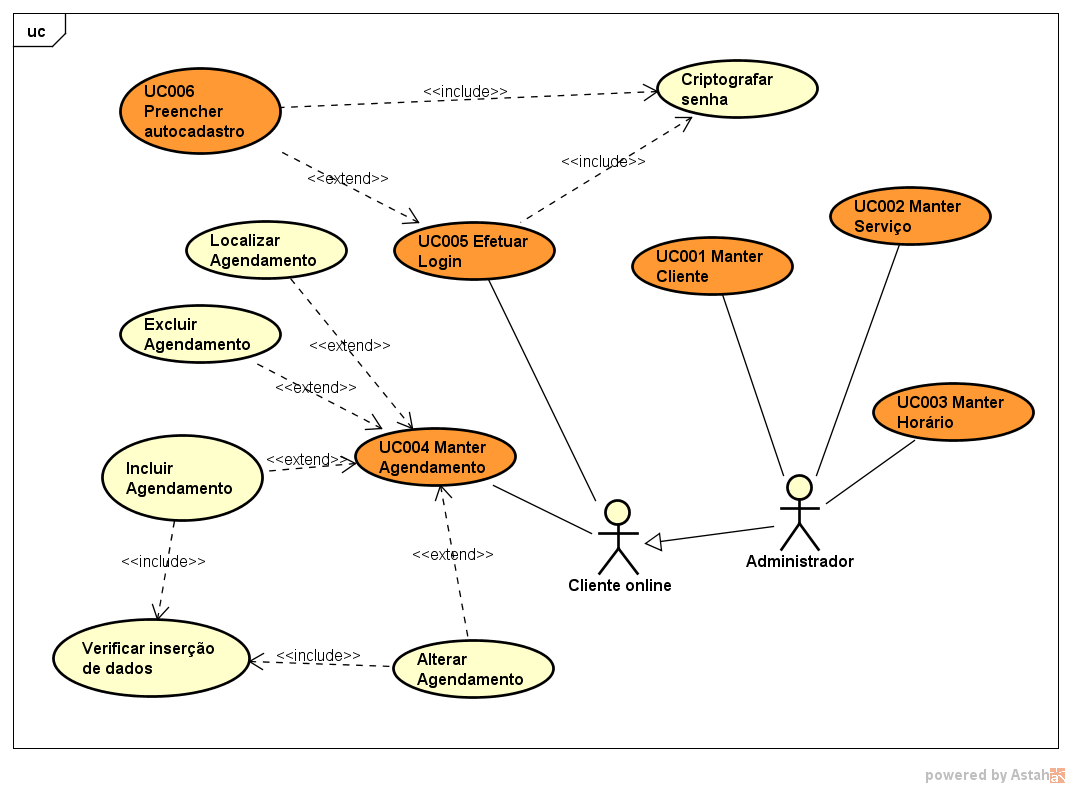 uc
UC006
Preencher
autocadastro
<<include>>
Criptografar
senha
<<extend>>
<<include>>
Localizar
Agendamento
UC005 Efetuar
Login
UC001 Manter
Cliente
UC002 Manter
Serviço
Excluir
Agendamento
<<extend>>
<<extend>>
UC003 Manter
Horário
Incluir
Agendamento
<<extend>>
UC004 Manter
Agendamento
<<include>>
<<extend>>
Cliente online
Administrador
Verificar inserção
de dados
<<include>>
Alterar
Agendamento
powered by Astah